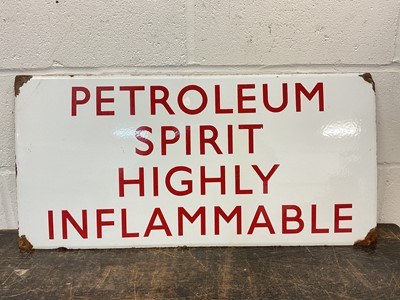 PETROLEUM
SPIRIT
HIGHLY
INFLAMMABLE